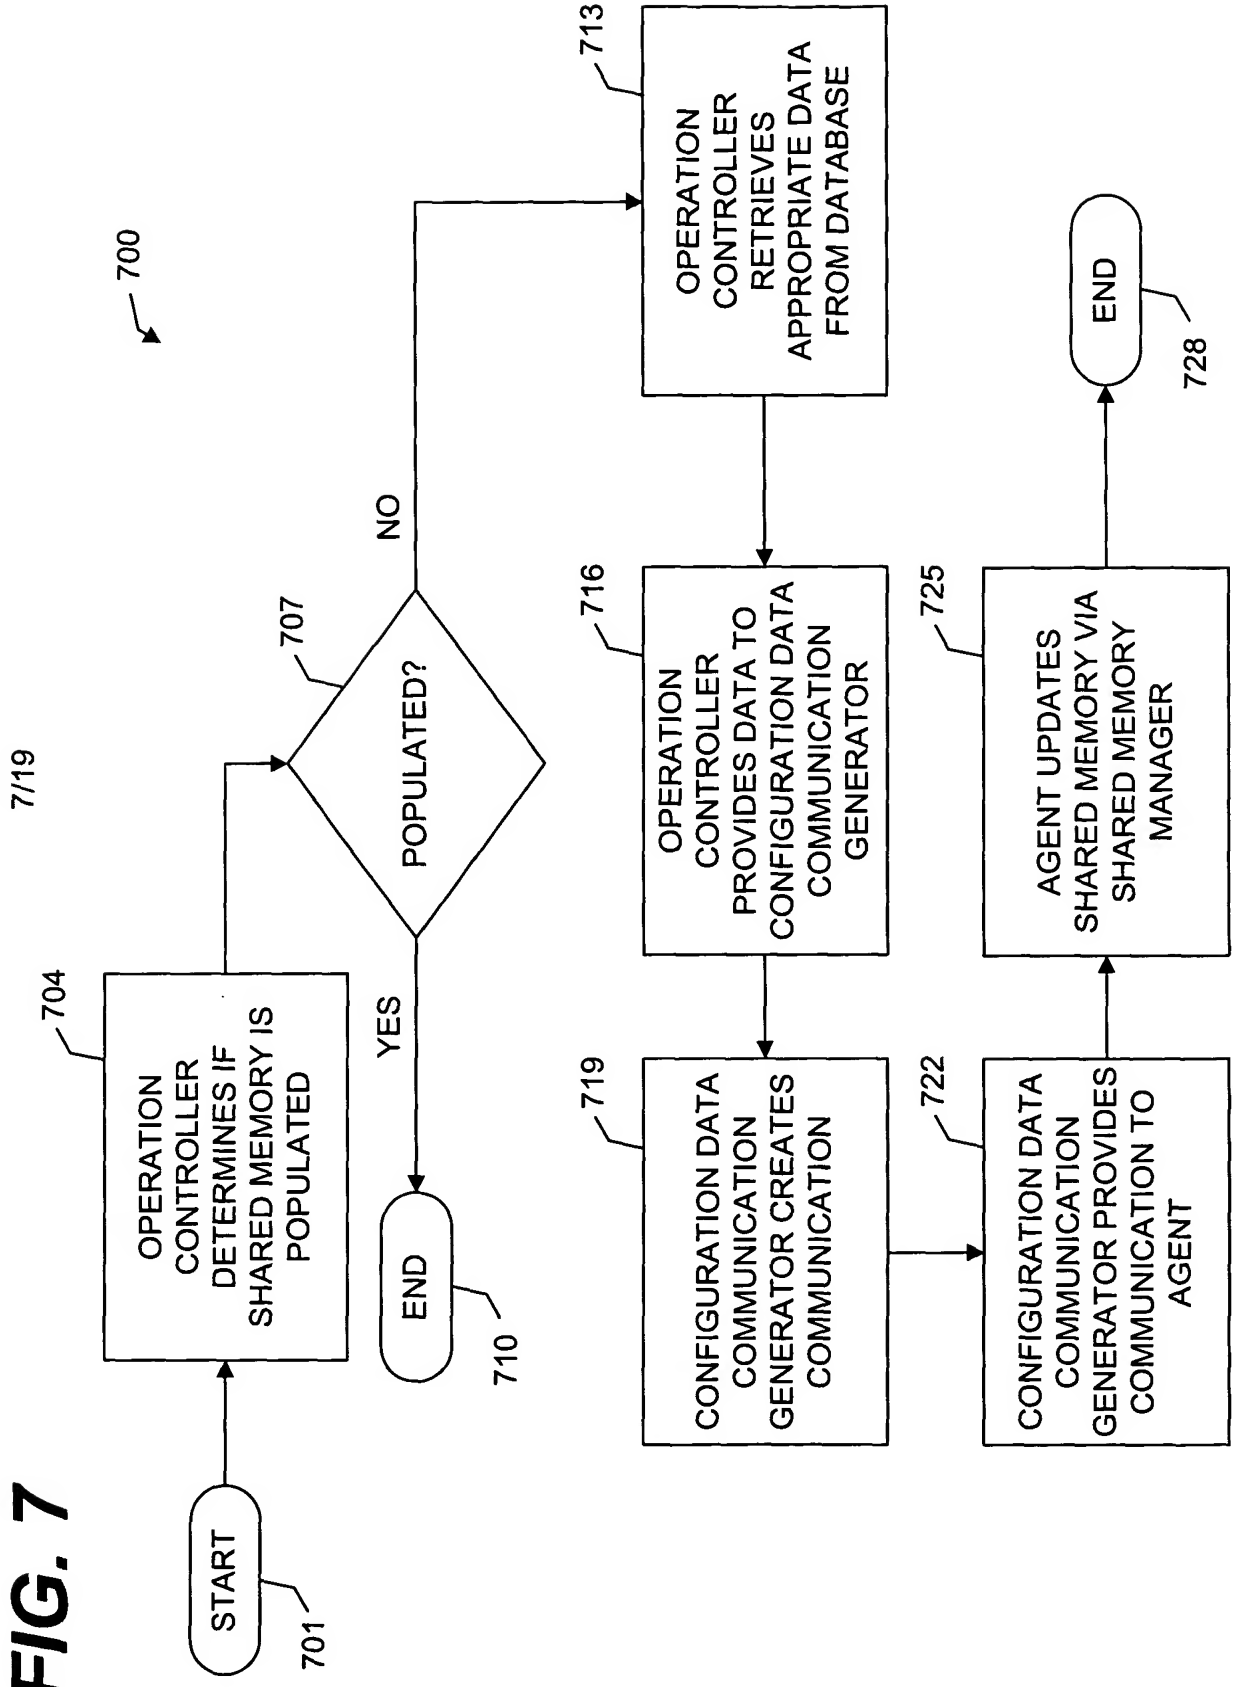 7/19
FIG. 7
700
START
701
704
OPERATION
CONTROLLER
DETERMINES IF
SHARED MEMORY IS
POPULATED
707
POPULATED?
YES
NO
END
710
713
OPERATION
CONTROLLER
RETRIEVES
APPROPRIATE DATA
FROM DATABASE
716
OPERATION
CONTROLLER
PROVIDES DATA TO
CONFIGURATION DATA
COMMUNICATION
GENERATOR
719
CONFIGURATION DATA
COMMUNICATION
GENERATOR CREATES
COMMUNICATION
722
CONFIGURATION DATA
COMMUNICATION
GENERATOR PROVIDES
COMMUNICATION TO
AGENT
725
AGENT UPDATES
SHARED MEMORY VIA
SHARED MEMORY
MANAGER
END
728